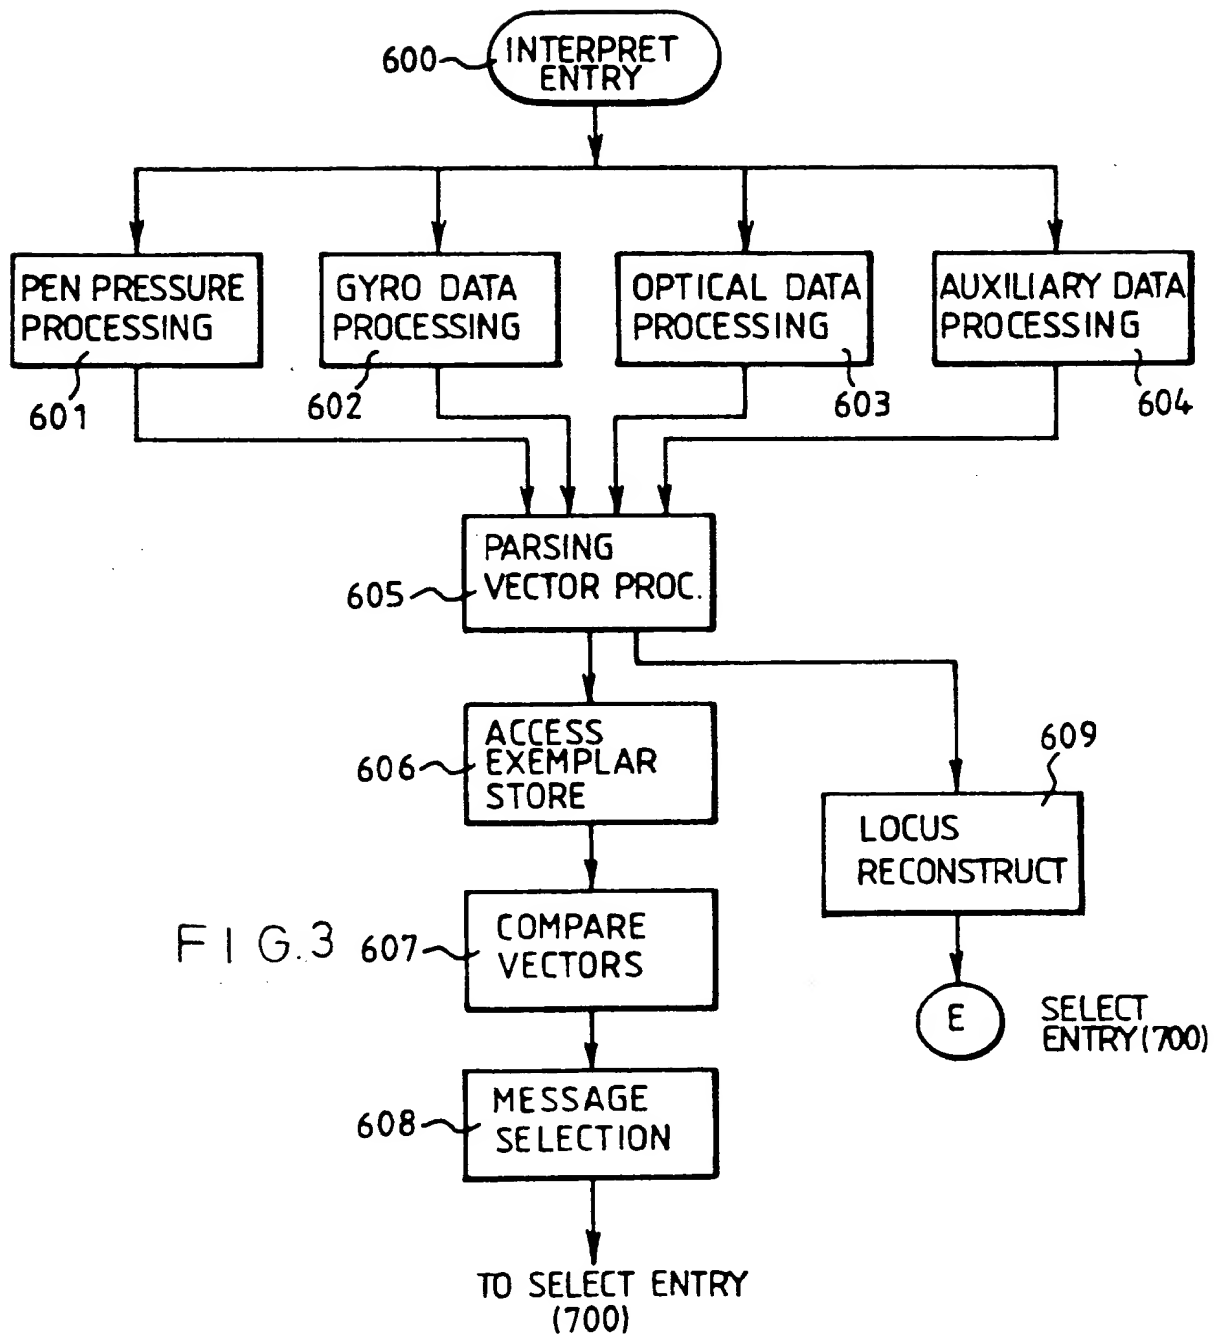 INTERPRET
ENTRY
600
PEN PRESSURE
PROCESSING
601
GYRO DATA
PROCESSING
602
OPTICAL DATA
PROCESSING
603
AUXILIARY DATA
PROCESSING
604
PARSING
VECTOR PROC.
605
ACCESS
EXEMPLAR
STORE
606
609
LOCUS
RECONSTRUCT
COMPARE
VECTORS
607
FIG.3
E
SELECT
ENTRY(700)
MESSAGE
SELECTION
608
TO SELECT ENTRY
(700)